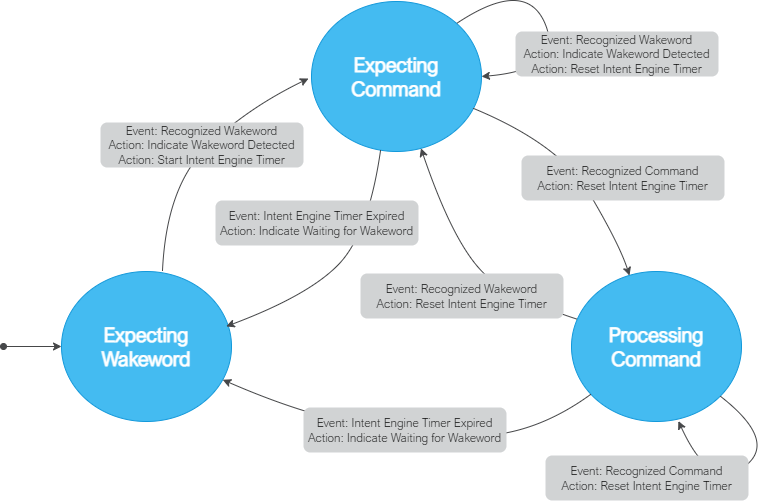 Expecting
Command
Event: Recognized Wakeword
Action: Indicate Wakeword Detected
Action: Reset Intent Engine Timer
Event: Recognized Wakeword
Action: Indicate Wakeword Detected
Action: Start Intent Engine Timer
Event: Recognized Command
Action: Reset Intent Engine Timer
Event: Intent Engine Timer Expired
Action: Indicate Waiting for Wakeword
Event: Recognized Wakeword
Action: Reset Intent Engine Timer
Expecting
Wakeword
Processing
Command
Event: Intent Engine Timer Expired
Action: Indicate Waiting for Wakeword
Event: Recognized Command
Action: Reset Intent Engine Timer